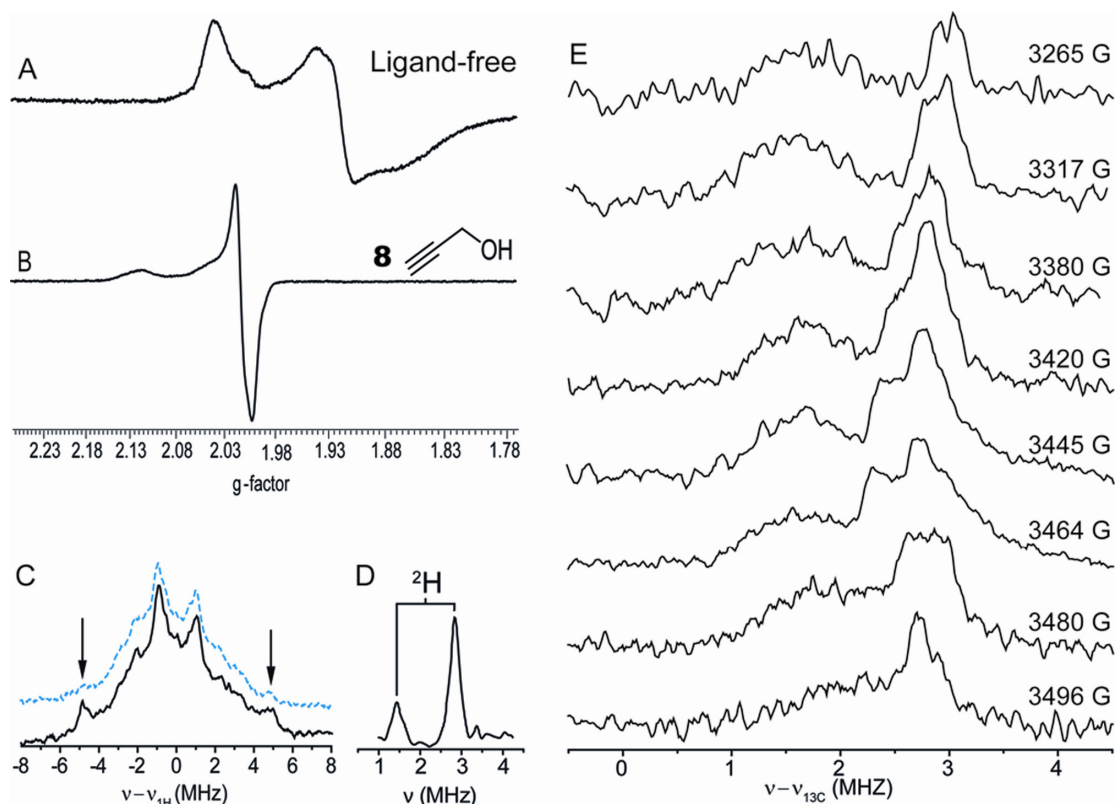 A
Ligand-free
B
8
OH
2.23 2.18 2.13 2.08 2.03 1.98 1.93 1.88 1.83 1.78
g-factor
C
-8 -6 -4 -2 0 2 4 6 8
ν−ν1H (MHz)
D
²H
1 2 3 4
ν (MHz)
E
3265 G
3317 G
3380 G
3420 G
3445 G
3464 G
3480 G
3496 G
0 1 2 3 4
ν−ν13C (MHZ)